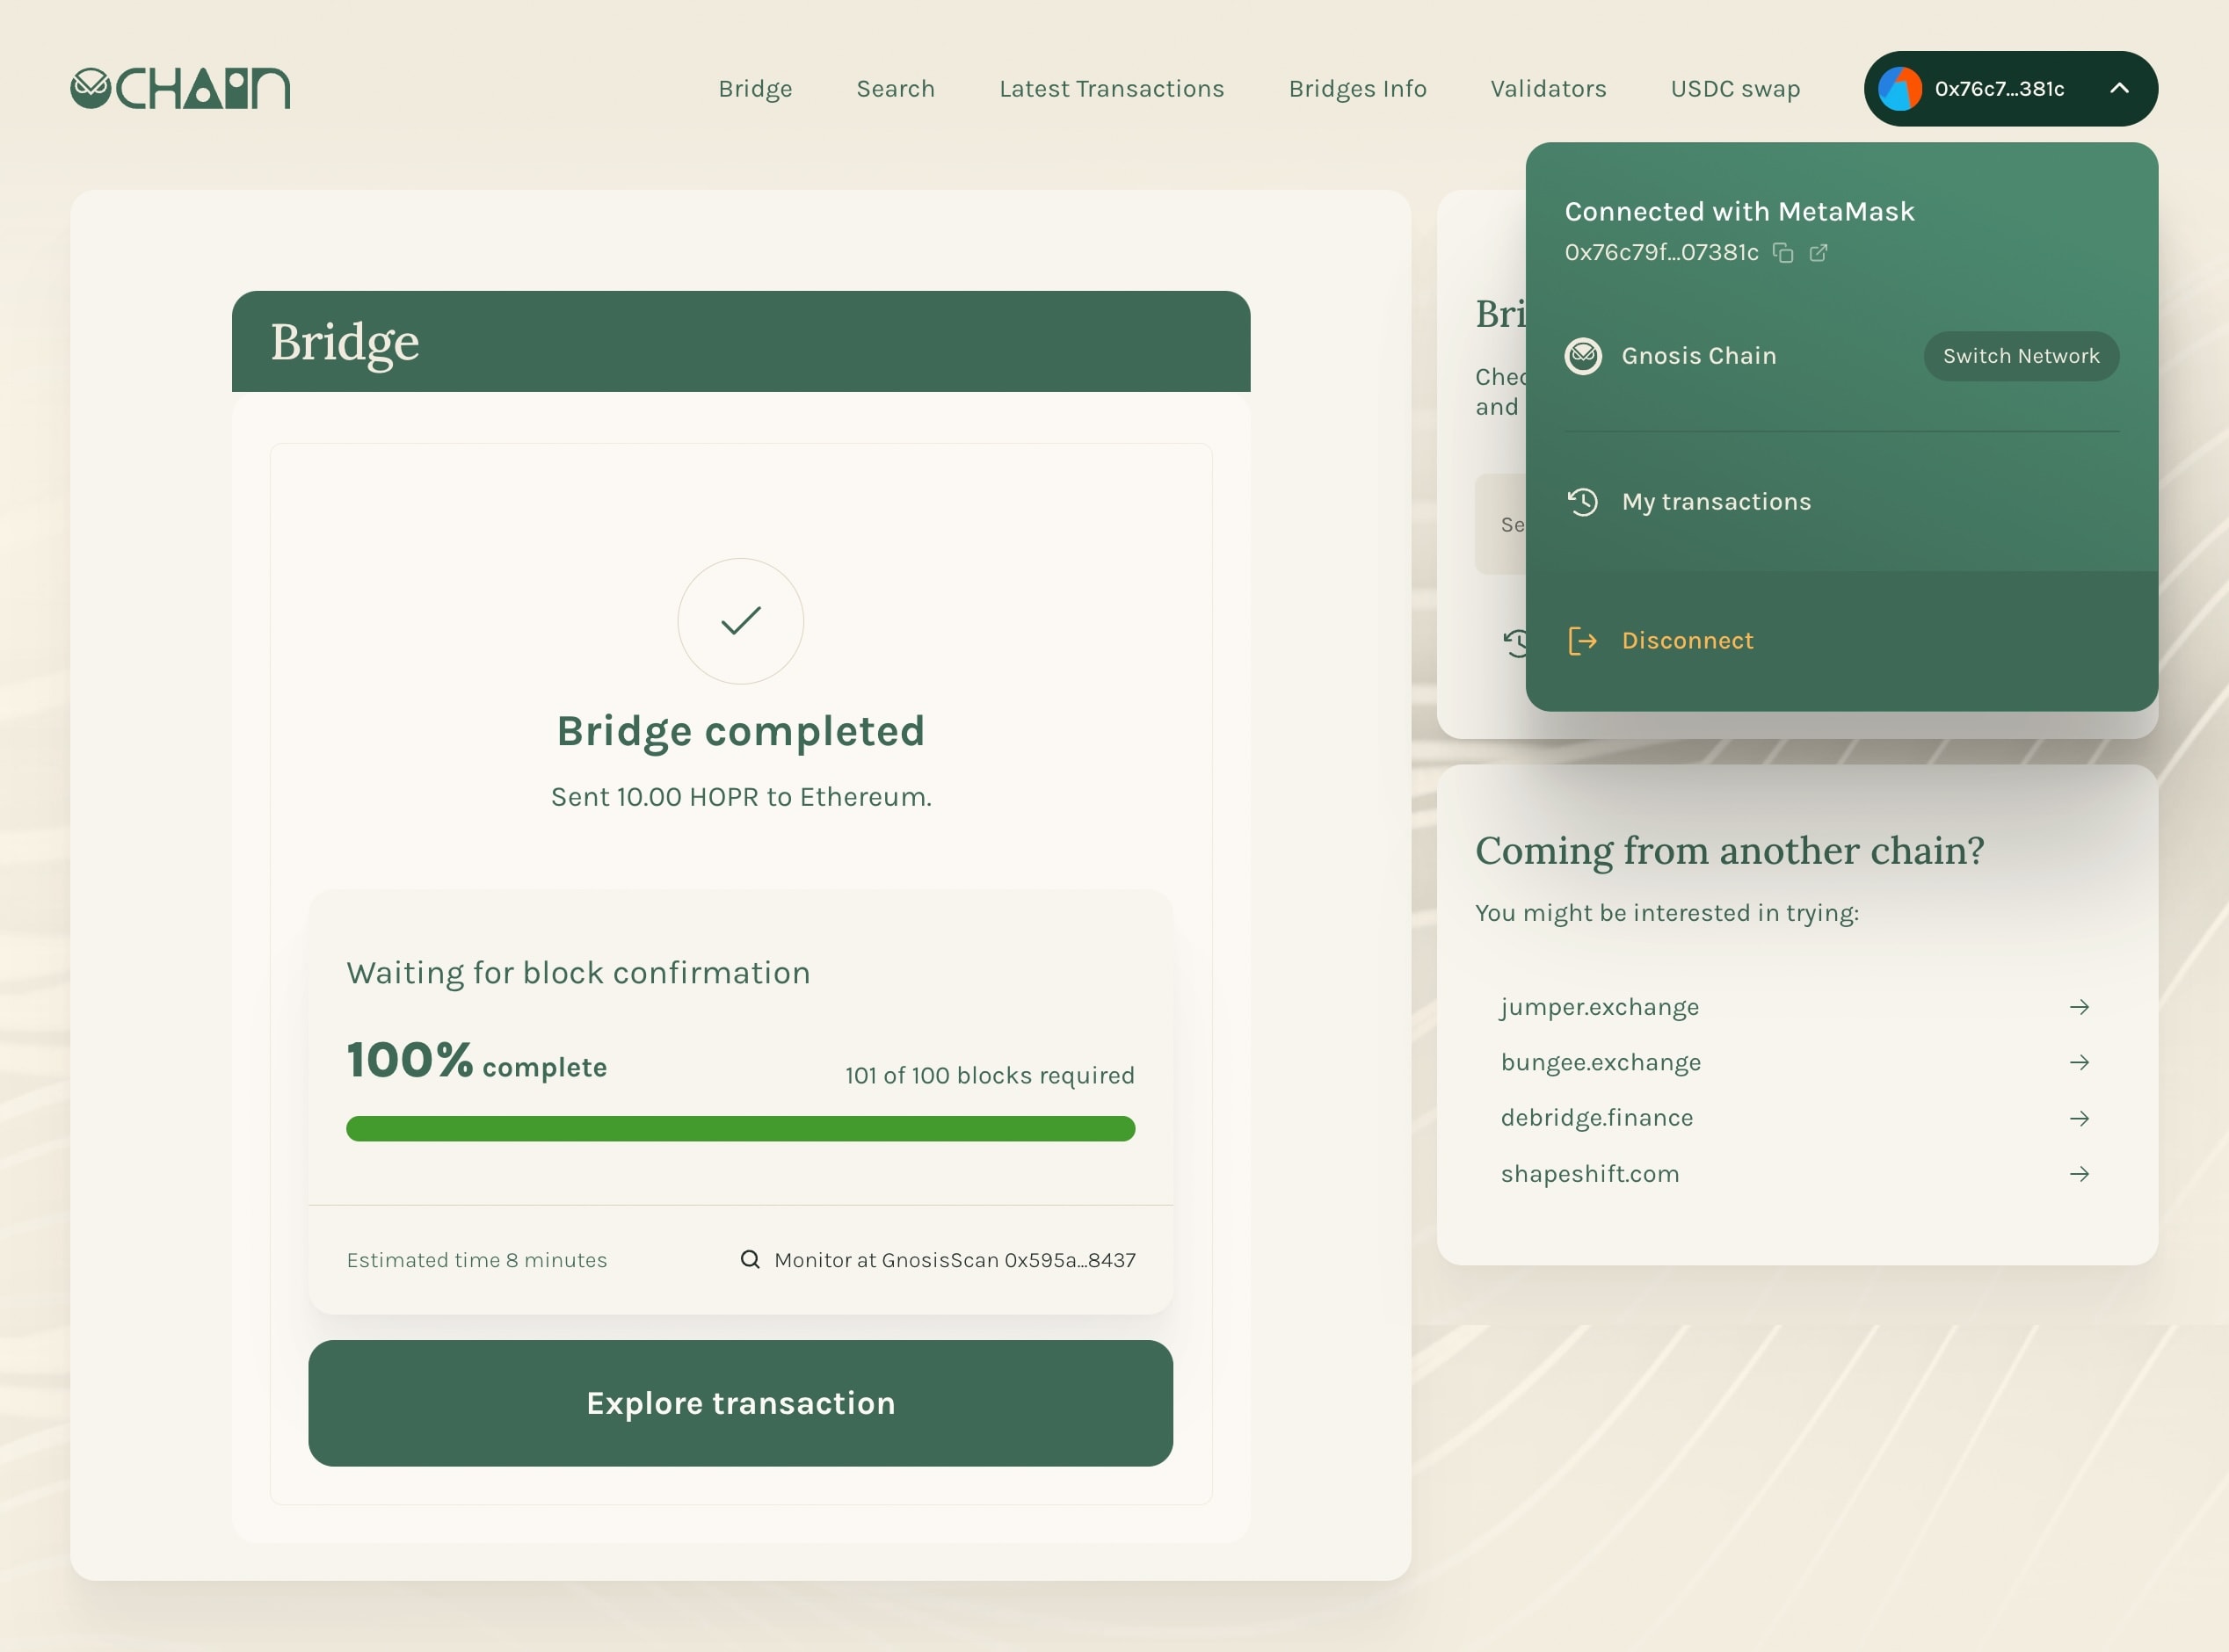 CHAIN
Bridge Search Latest Transactions Bridges Info Validators USDC swap 0x76c7...381c
Connected with MetaMask
0x76c79f...07381c
Gnosis Chain Switch Network
My transactions
Disconnect
Bridge
Bridge completed
Sent 10.00 HOPR to Ethereum.
Waiting for block confirmation
100% complete 101 of 100 blocks required
Estimated time 8 minutes Monitor at GnosisScan 0x595a...8437
Explore transaction
and
Coming from another chain?
You might be interested in trying:
jumper.exchange
bungee.exchange
debridge.finance
shapeshift.com